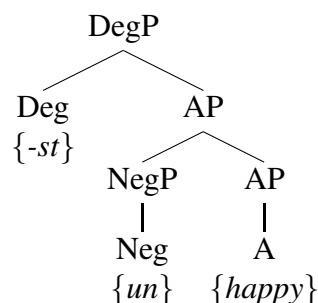 DegP
Deg AP
{-st} NegP AP
Neg A
{un} {happy}